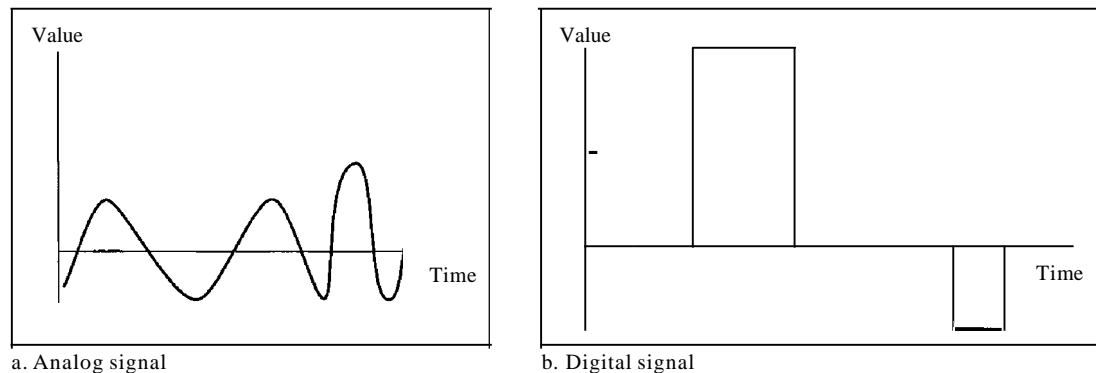 Value
Time
a. Analog signal
Value
Time
b. Digital signal